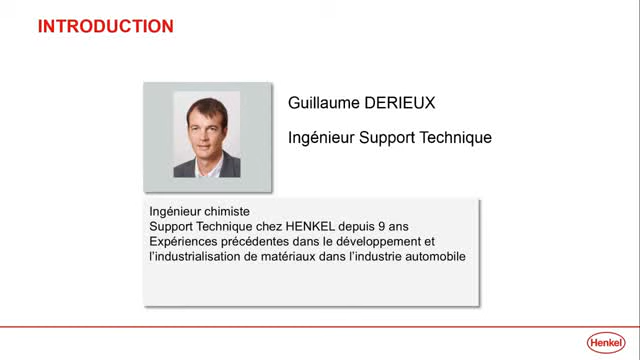 INTRODUCTION
Guillaume DERIEUX
Ingénieur Support Technique
Ingénieur chimiste
Support Technique chez HENKEL depuis 9 ans
Expériences précédentes dans le développement et
l'industrialisation de matériaux dans l'industrie automobile
Henkel